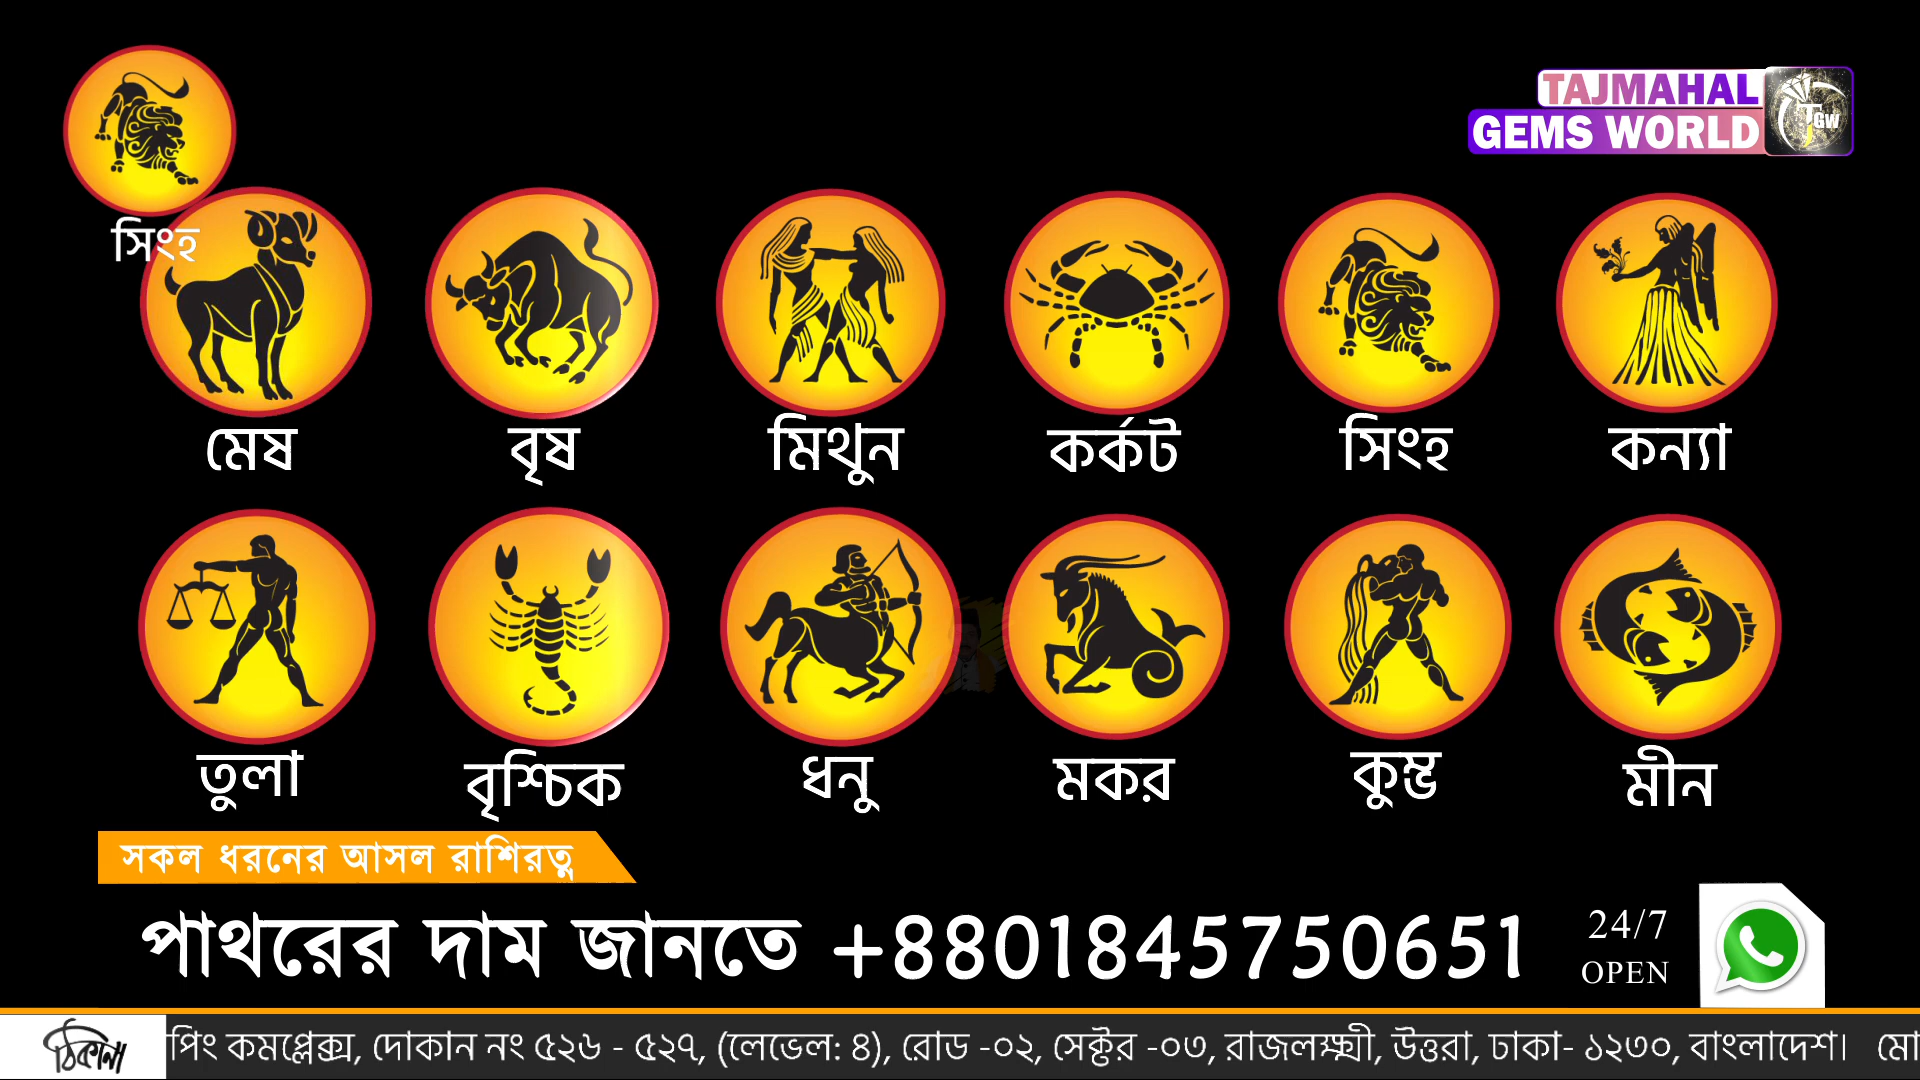 TAJMAHAL
GEMS WORLD
TGW
সিংহ
মেষ বৃষ মিথুন কর্কট সিংহ কন্যা
তুলা বৃশ্চিক ধনু মকর কুম্ভ মীন
সকল ধরনের আসল রাশিরত্ন
পাথরের দাম জানতে +8801845750651
24/7
OPEN
ঠিকানা
পিং কমপ্লেক্স, দোকান নং ৫২৬ - ৫২৭, (লেভেল: ৪), রোড -০২, সেক্টর -০৩, রাজলক্ষ্মী, উত্তরা, ঢাকা- ১২৩০, বাংলাদেশ। মো